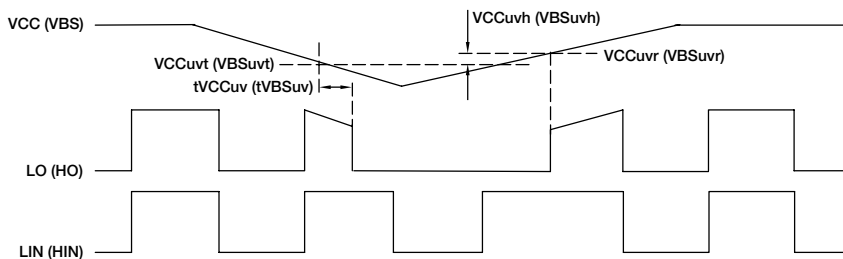 VCC (VBS)
VCCuvh (VBSuvh)
VCCuvt (VBSuvt)
VCCuvr (VBSuvr)
tVCCuv (tVBSuv)
LO (HO)
LIN (HIN)